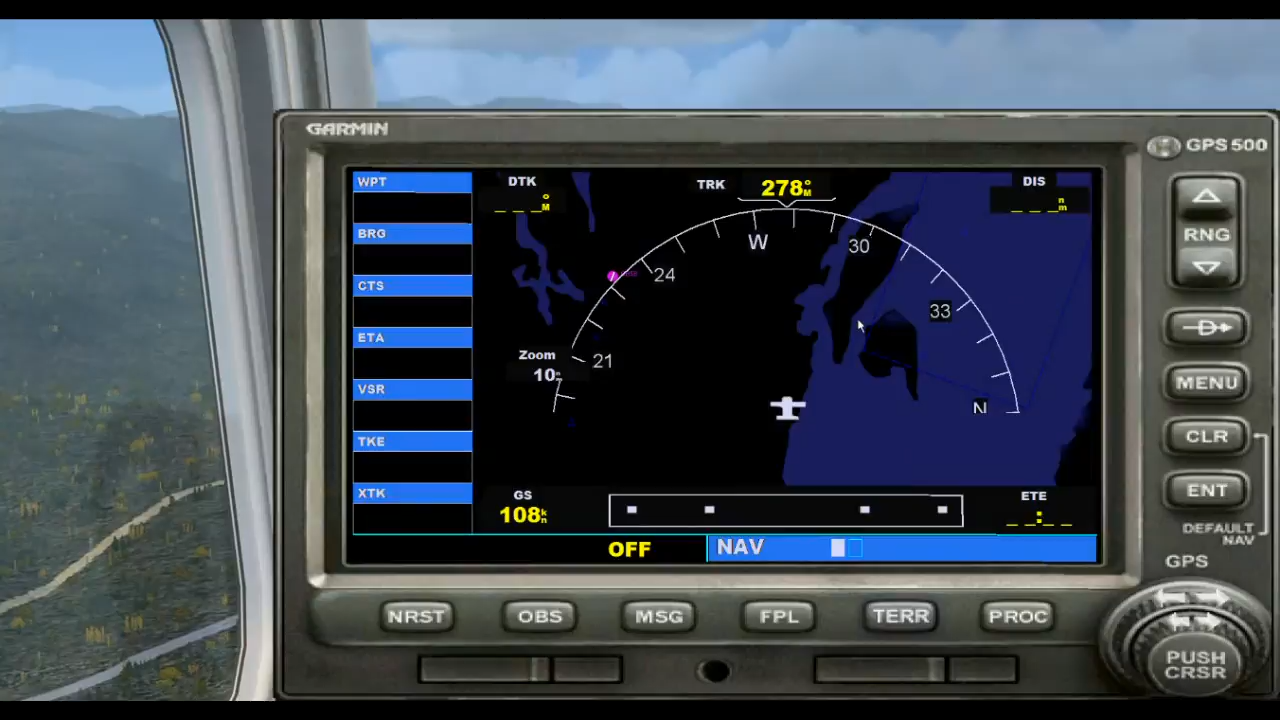 GARMIN
GPS 500
WPT
DTK
TRK
278°M
DIS
_ _ _°M
_ _ _nm
BRG
W
30
RNG
24
CTS
33
D
ETA
Zoom
21
10
MENU
VSR
N
CLR
TKE
ENT
XTK
GS
ETE
108kn
_ _:_ _
DEFAULT
NAV
OFF
NAV
GPS
NRST
OBS
MSG
FPL
TERR
PROC
PUSH
CRSR